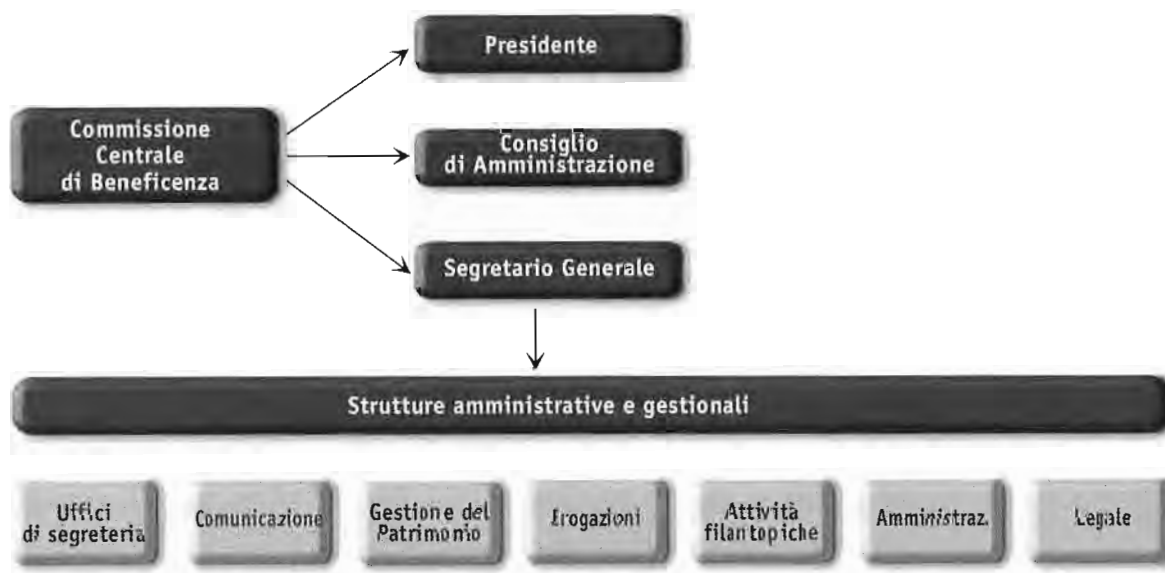 Presidente
Commissione
Centrale
di Beneficenza
Consiglio
di Amministrazione
Segretario Generale
Strutture amministrative e gestionali
Uffici
di segreteria
Comunicazione
Gestione del
Patrimonio
Erogazioni
Attività
filantopiche
Amministraz.
Legale